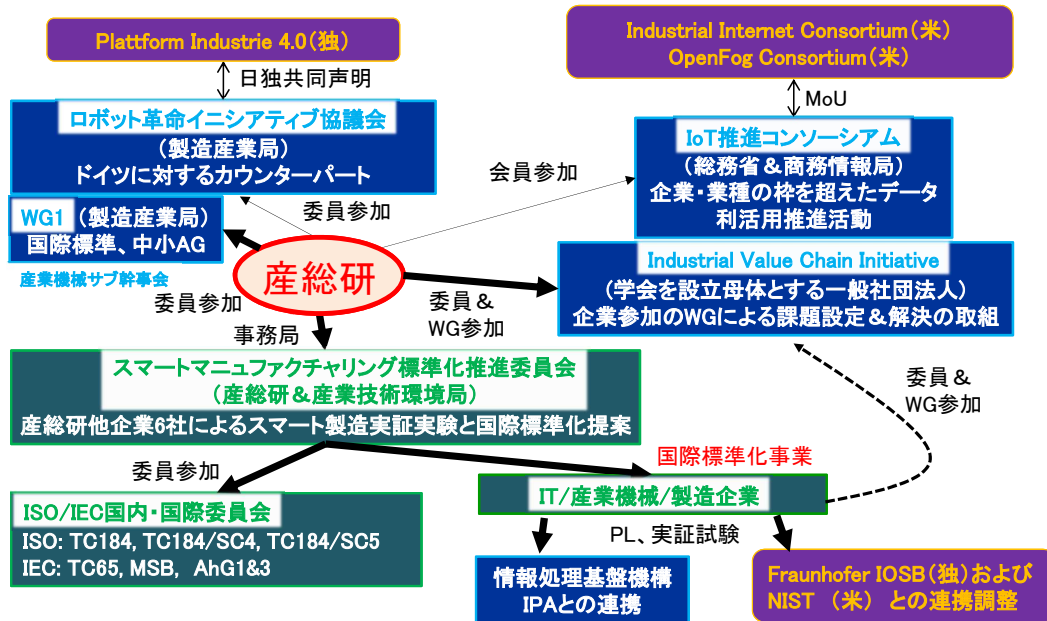 Plattform Industrie 4.0（独）
Industrial Internet Consortium（米）
OpenFog Consortium（米）
日独共同声明
MoU
ロボット革命イニシアティブ協議会
（製造産業局）
ドイツに対するカウンターパート
IoT推進コンソーシアム
（総務省＆商務情報局）
企業・業種の枠を超えたデータ
利活用推進活動
会員参加
委員参加
WG1（製造産業局）
国際標準、中小AG
産業機械サブ幹事会
産総研
Industrial Value Chain Initiative
（学会を設立母体とする一般社団法人）
企業参加のWGによる課題設定＆解決の取組
委員参加
事務局
委員＆
WG参加
スマートマニュファクチャリング標準化推進委員会
（産総研＆産業技術環境局）
産総研他企業6社によるスマート製造実証実験と国際標準化提案
委員＆
WG参加
委員参加
国際標準化事業
ISO/IEC国内・国際委員会
ISO: TC184, TC184/SC4, TC184/SC5
IEC: TC65, MSB, AhG1&3
IT/産業機械/製造企業
PL、実証試験
情報処理基盤機構
IPAとの連携
Fraunhofer IOSB（独）および
NIST （米） との連携調整